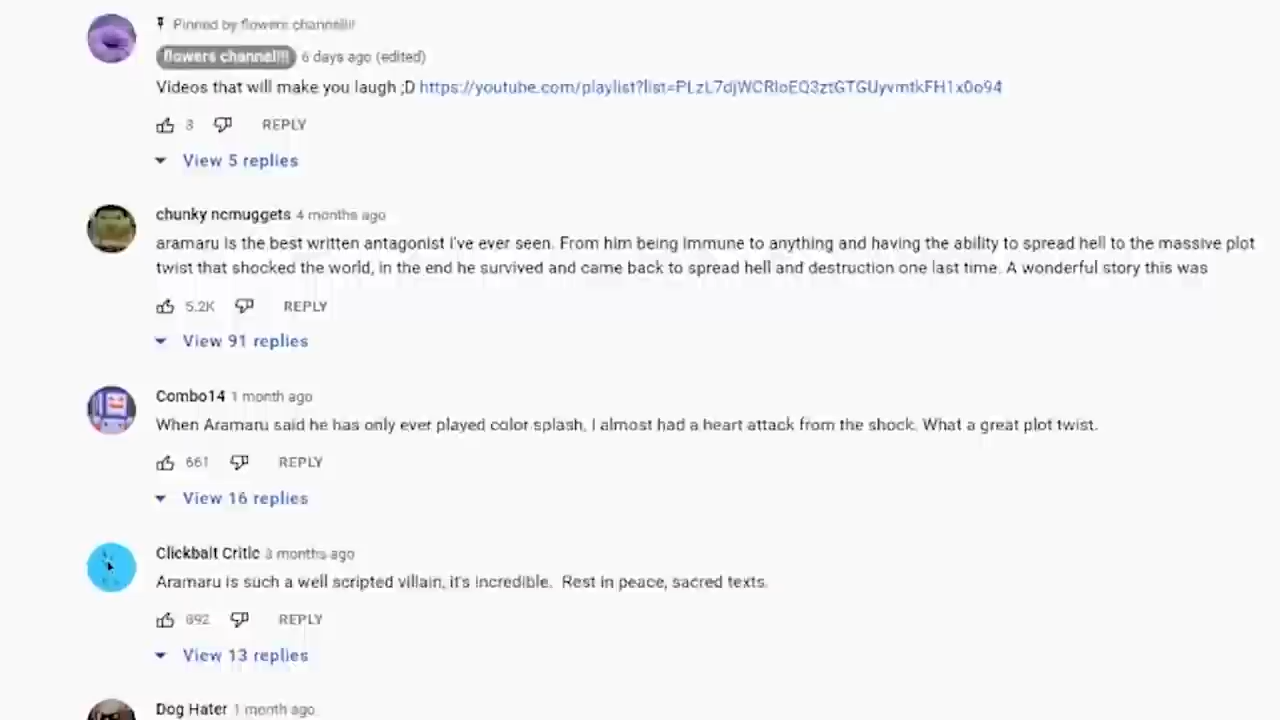 Pinned by flowers channel!!!
flowers channel!!! 6 days ago (edited)
Videos that will make you laugh ;D https://youtube.com/playlist?list=PLzL7djWCRloEQ3ztGTGUyvmtkFH1x0o94
3 REPLY
View 5 replies
chunky ncmuggets 4 months ago
aramaru is the best written antagonist i've ever seen. From him being immune to anything and having the ability to spread hell to the massive plot
twist that shocked the world, in the end he survived and came back to spread hell and destruction one last time. A wonderful story this was
5.2K REPLY
View 91 replies
Combo14 1 month ago
When Aramaru said he has only ever played color splash, I almost had a heart attack from the shock. What a great plot twist.
661 REPLY
View 16 replies
Clickbait Critic 3 months ago
Aramaru is such a well scripted villain, it's incredible. Rest in peace, sacred texts.
REPLY
View 13 replies
Dog Hater 1 month ago